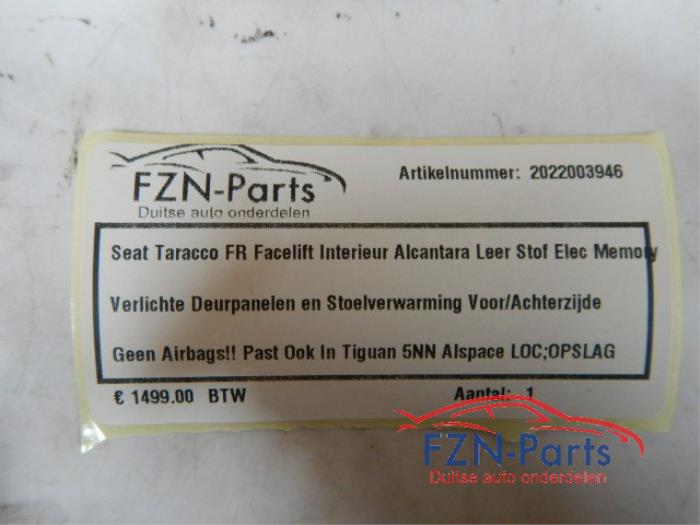 FZN-Parts
Duitse auto onderdelen
Artikelnummer: 2022003946
Seat Taracco FR Facelift Interieur Alcantara Leer Stof Elec Memory
Verlichte Deurpanelen en Stoelverwarming Voor/Achterzijde
Geen Airbags!! Past Ook In Tiguan 5NN Alspace LOC;OPSLAG
€ 1499.00 BTW
Aantal: 1
FZN-Parts
Duitse auto onderdelen